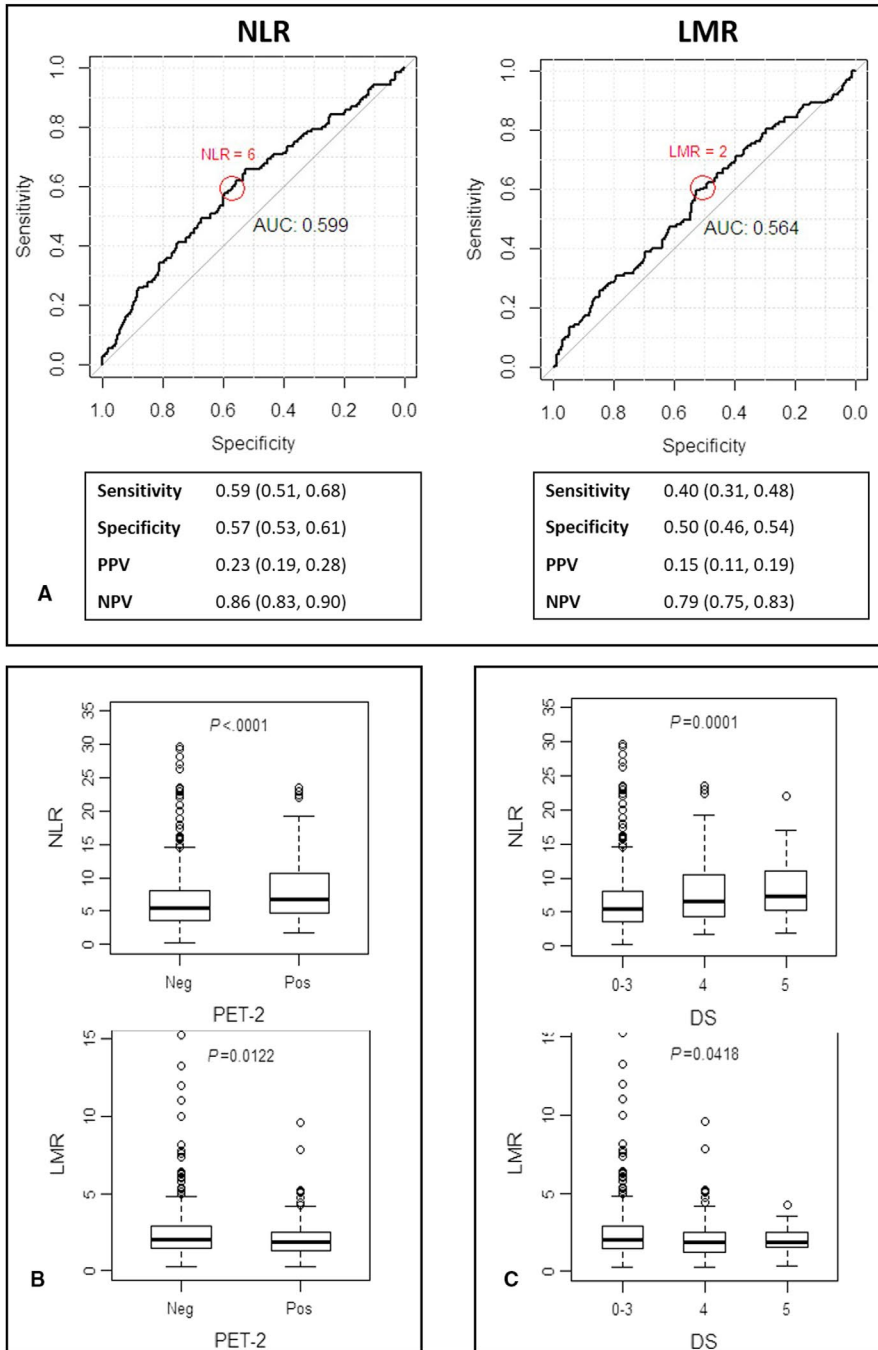 NLR
LMR
1.0
0.8
0.6
0.4
0.2
0.0
Sensitivity
NLR = 6
AUC: 0.599
1.0 0.8 0.6 0.4 0.2 0.0
Specificity
1.0
0.8
0.6
0.4
0.2
0.0
Sensitivity
LMR = 2
AUC: 0.564
1.0 0.8 0.6 0.4 0.2 0.0
Specificity
Sensitivity 0.59 (0.51, 0.68)
Specificity 0.57 (0.53, 0.61)
PPV 0.23 (0.19, 0.28)
NPV 0.86 (0.83, 0.90)
Sensitivity 0.40 (0.31, 0.48)
Specificity 0.50 (0.46, 0.54)
PPV 0.15 (0.11, 0.19)
NPV 0.79 (0.75, 0.83)
A
P<.0001
35
30
25
20
15
10
5
0
NLR
Neg Pos
PET-2
P=0.0122
15
10
5
0
LMR
Neg Pos
PET-2
B
P=0.0001
35
30
25
20
15
10
5
0
NLR
0-3 4 5
DS
P=0.0418
15
10
5
0
LMR
0-3 4 5
DS
C